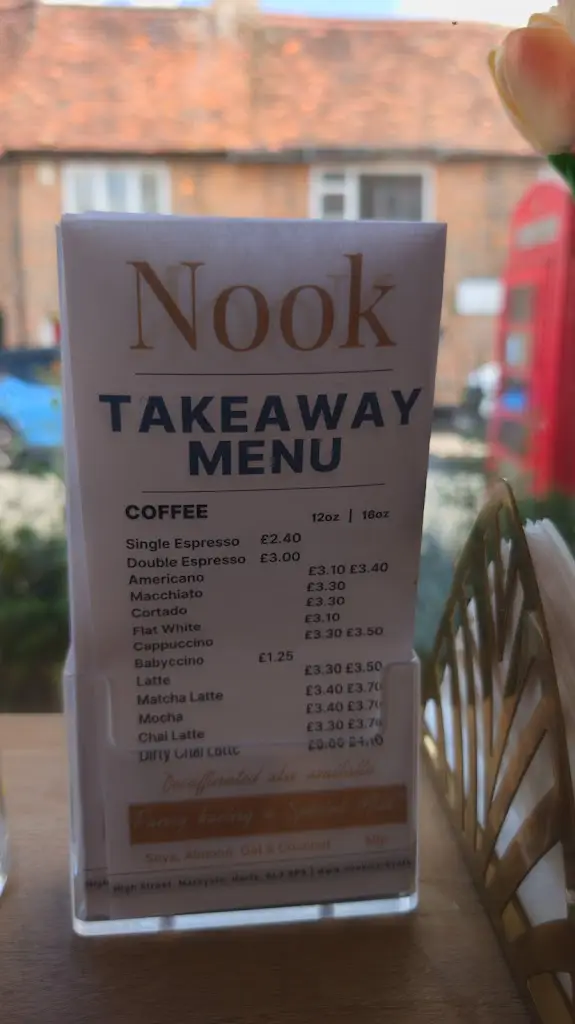 Nook
TAKEAWAY
MENU
COFFEE 12oz | 16oz
Single Espresso £2.40
Double Espresso £3.00
Americano £3.10 £3.40
Macchiato £3.30
Cortado £3.30
Flat White £3.10
Cappuccino £3.30 £3.50
Babyccino £1.25
Latte £3.30 £3.50
Matcha Latte £3.40 £3.70
Mocha £3.40 £3.70
Chai Latte £3.30 £3.70
Dirty Chai Latte
Decaffeinated also available
Soya, Almond, Oat & Coconut
High Street